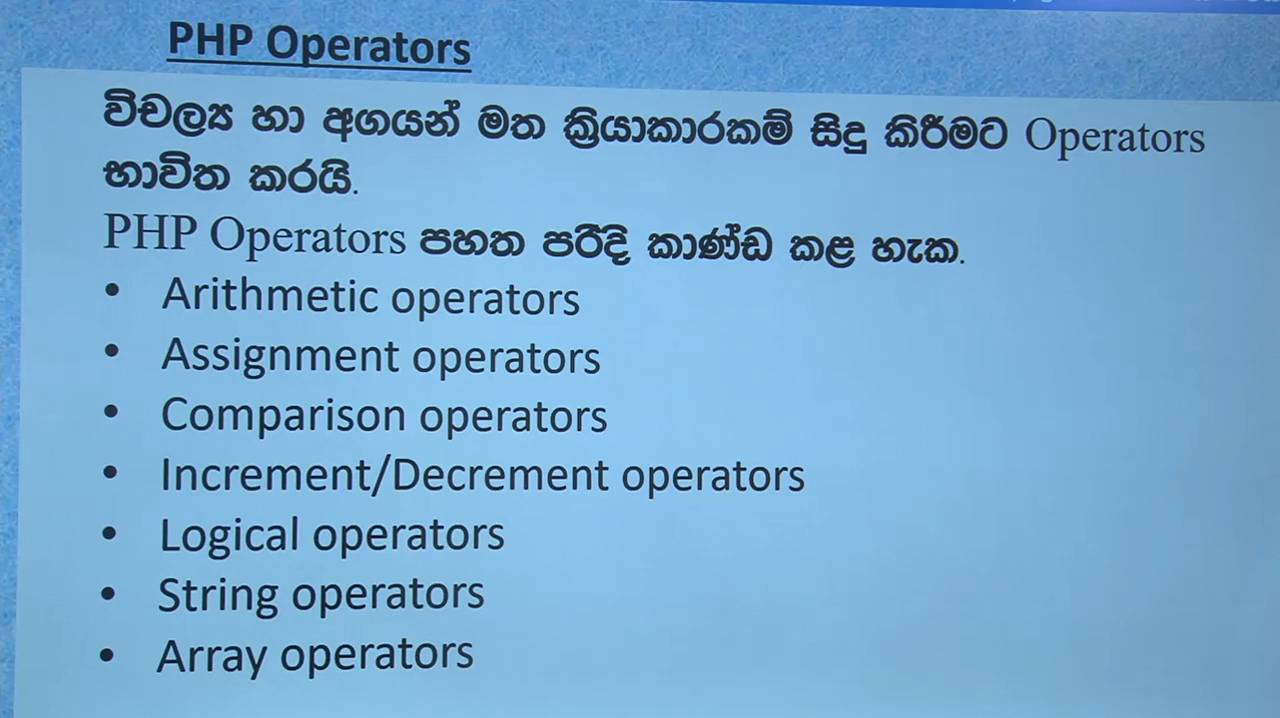 PHP Operators
විචල්‍ය හා අගයන් මත ක්‍රියාකාරකම් සිදු කිරීමට Operators
භාවිත කරයි.
PHP Operators පහත පරිදි කාණ්ඩ කළ හැක.
• Arithmetic operators
• Assignment operators
• Comparison operators
• Increment/Decrement operators
• Logical operators
• String operators
• Array operators